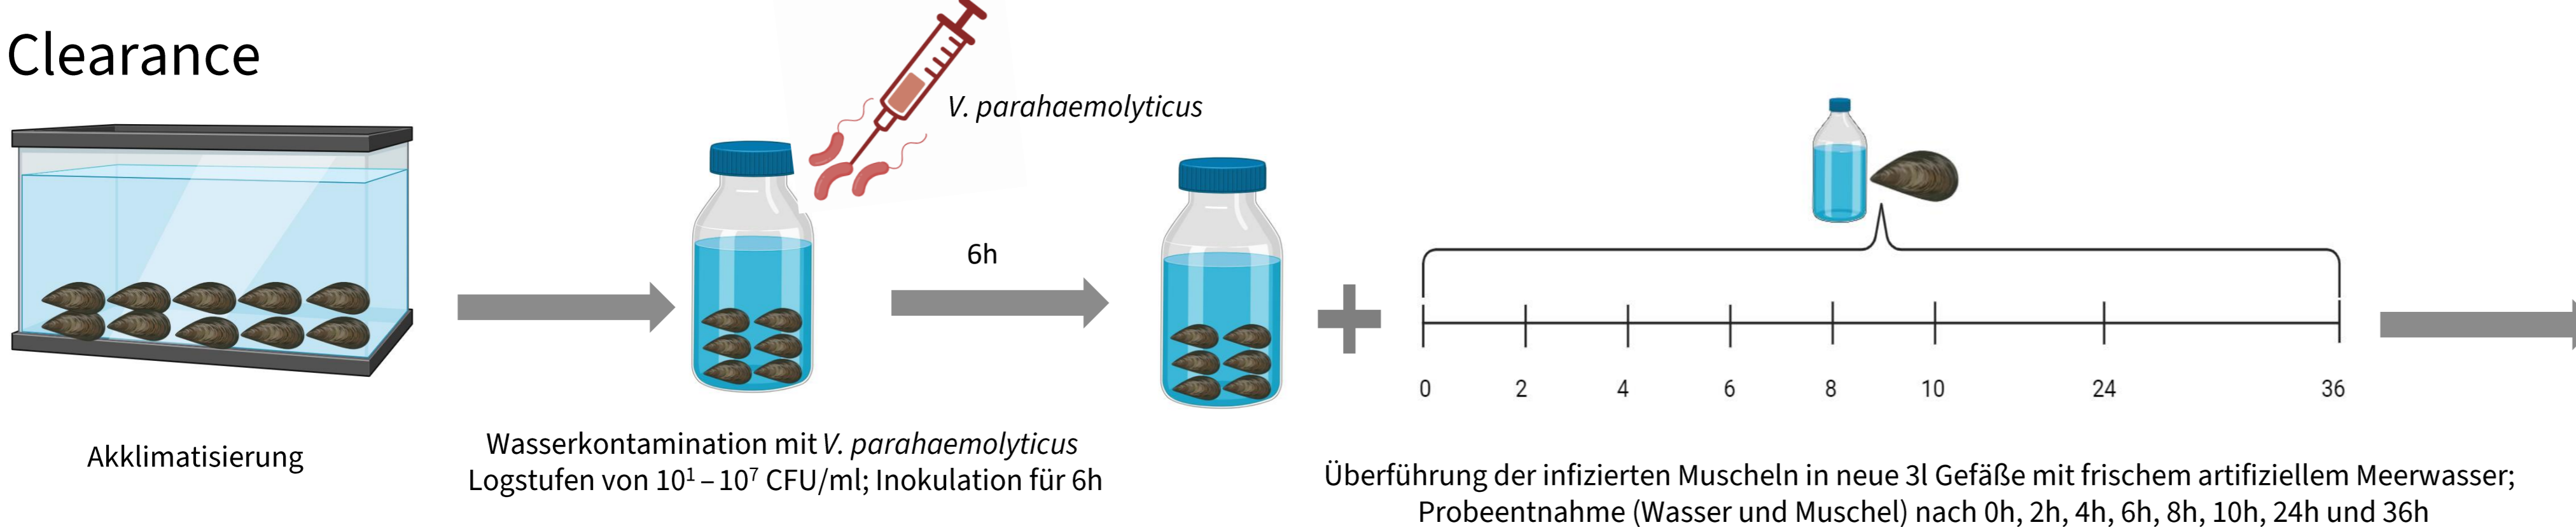 Clearance
V. parahaemolyticus
6h
0 2 4 6 8 10 24 36
Akklimatisierung
Wasserkontamination mit V. parahaemolyticus
Logstufen von 10¹ – 10⁷ CFU/ml; Inokulation für 6h
Überführung der infizierten Muscheln in neue 3l Gefäße mit frischem artifiziellem Meerwasser;
Probeentnahme (Wasser und Muschel) nach 0h, 2h, 4h, 6h, 8h, 10h, 24h und 36h